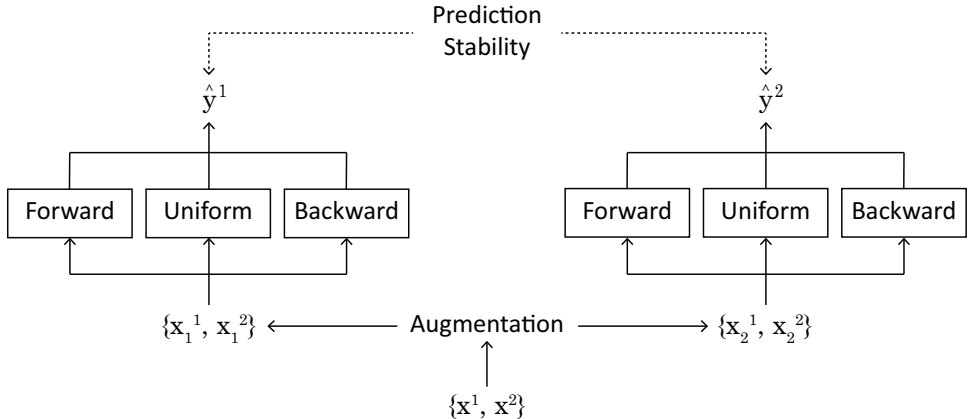 Prediction
Stability
ŷ¹ ŷ²
Forward Uniform Backward Forward Uniform Backward
{x₁¹, x₁²} Augmentation {x₂¹, x₂²}
{x¹, x²}